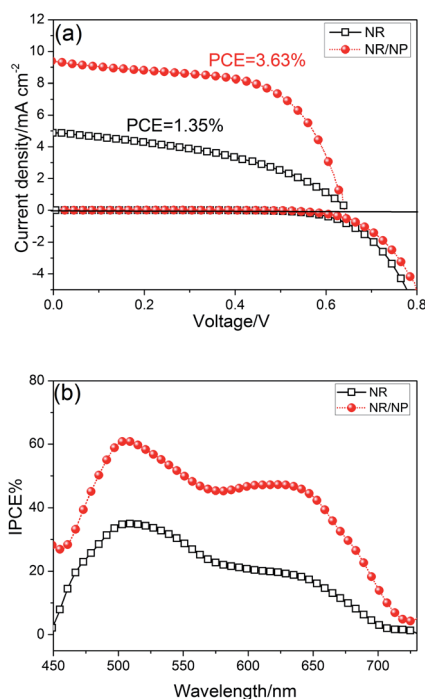 (a)
NR
NR/NP
PCE=3.63%
PCE=1.35%
12
10
8
6
4
2
0
-2
-4
0.0 0.2 0.4 0.6 0.8
Current density/mA cm⁻²
Voltage/V
(b)
NR
NR/NP
80
60
40
20
0
450 500 550 600 650 700
IPCE%
Wavelength/nm